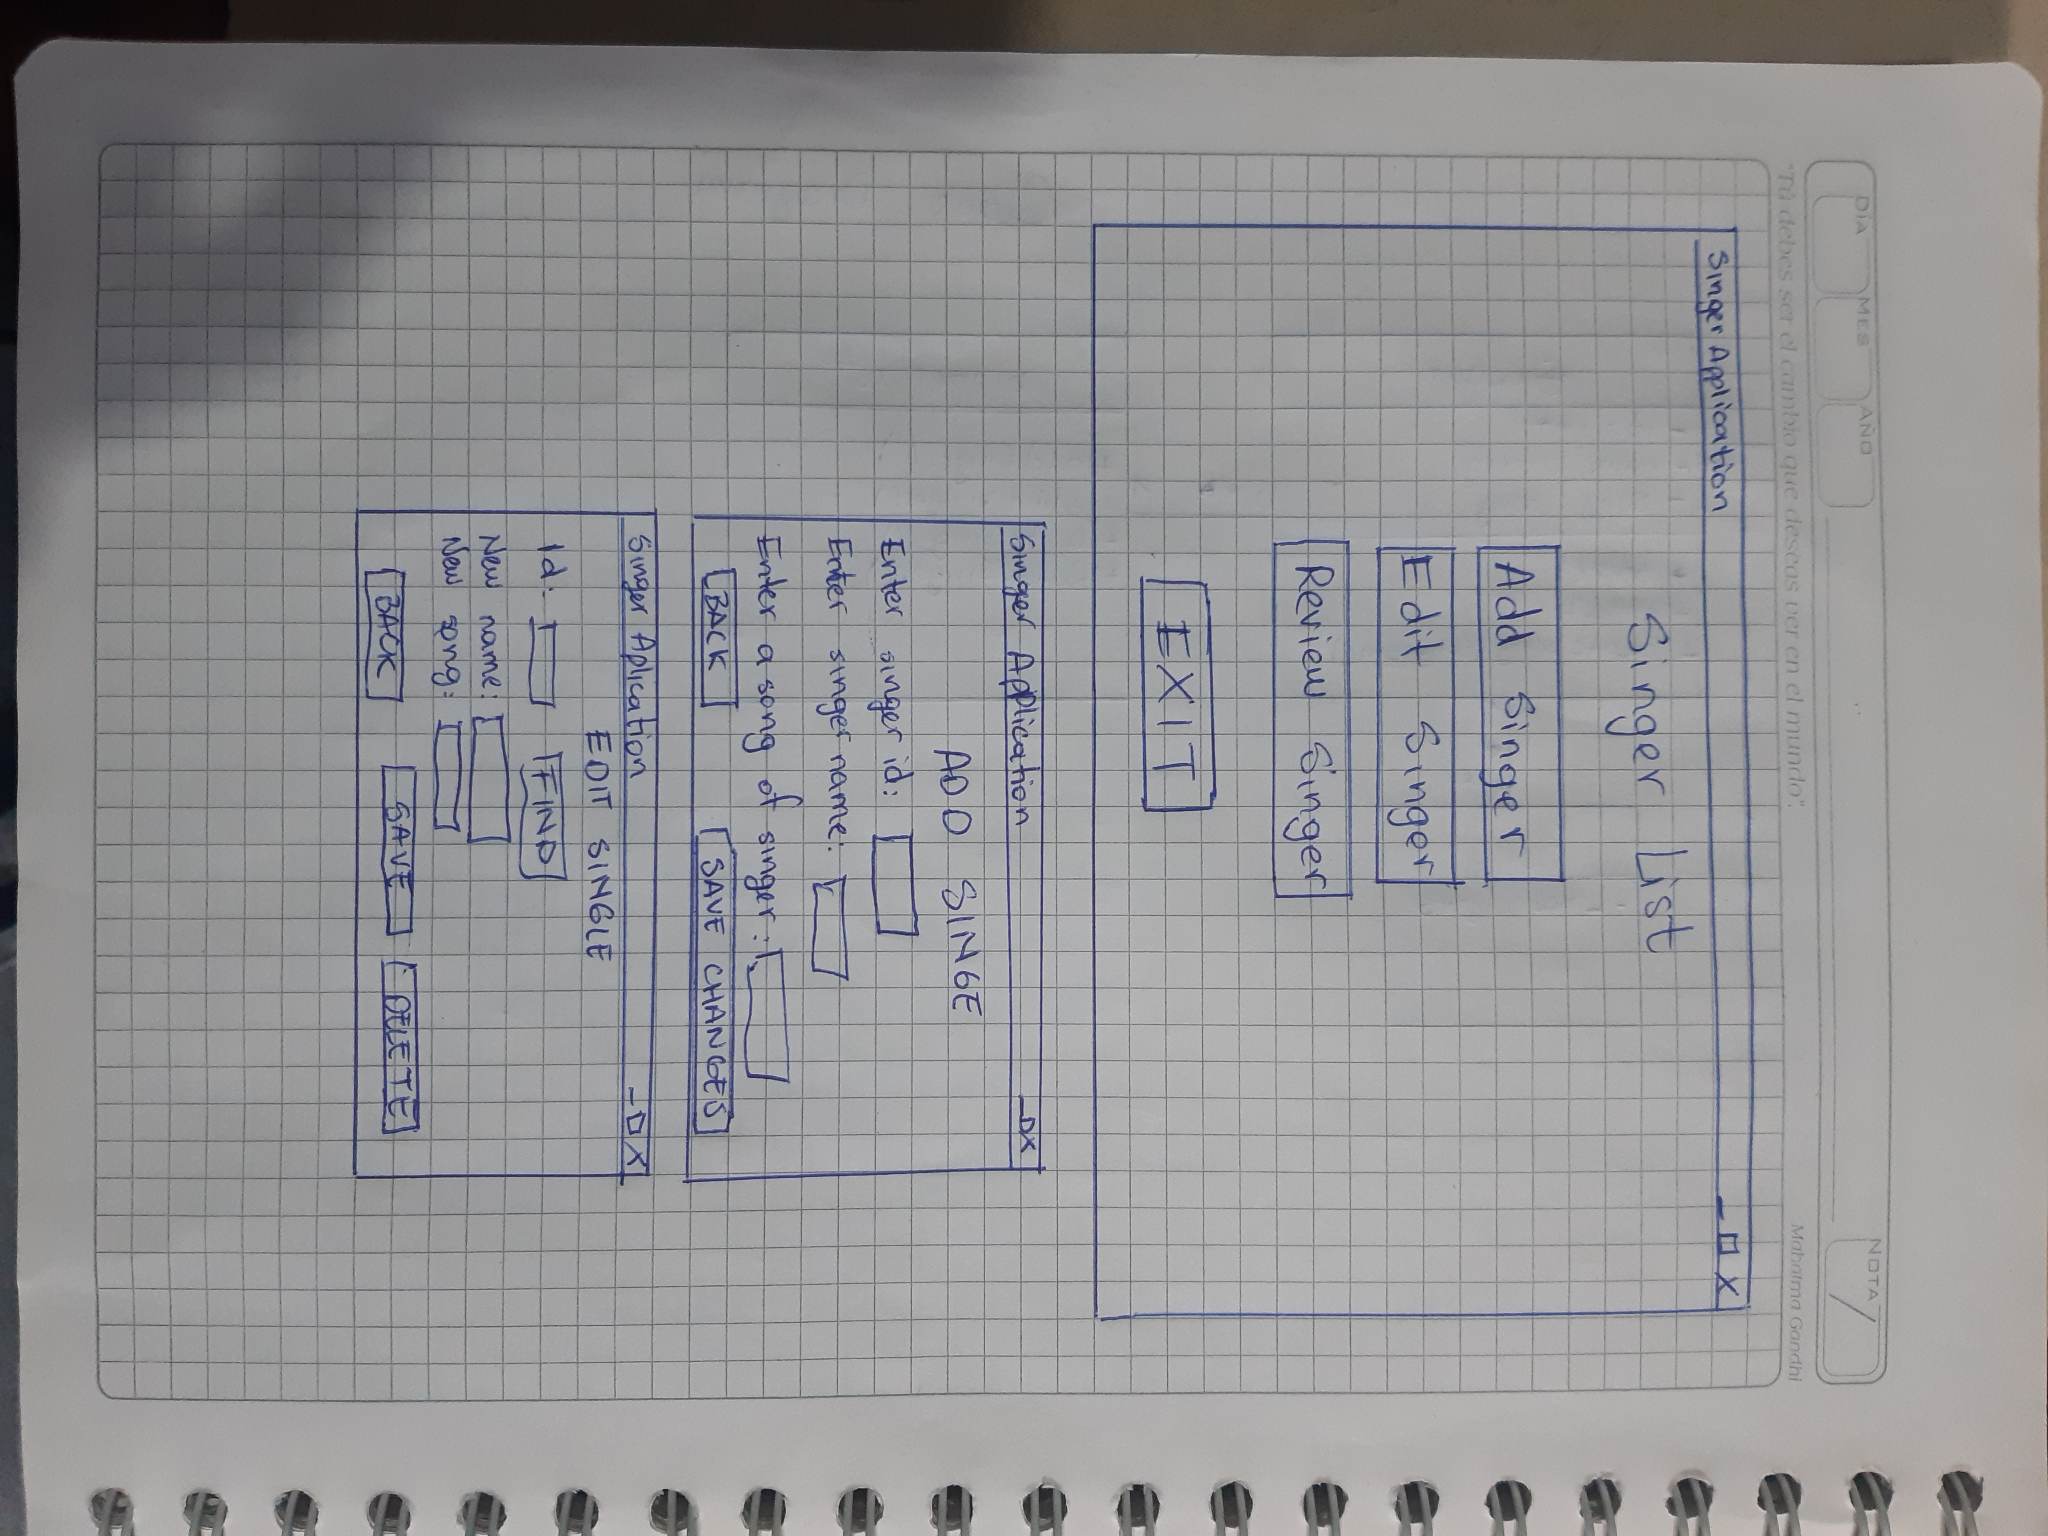 DÍA
MES
AÑO
NOTA
"Tú debes ser el cambio que deseas ver en el mundo".
Mahatma Gandhi
Singer Application
_ □ X
Singer List
Add Singer
Edit Singer
Review Singer
EXIT
Singer Application
_ □ X
ADD SINGE
Enter singer id:
Enter singer name:
Enter a song of singer:
BACK
SAVE CHANGES
Singer Aplication
_ □ X
EDIT SINGLE
Id:
FIND
New name:
New song:
BACK
SAVE
DELETE